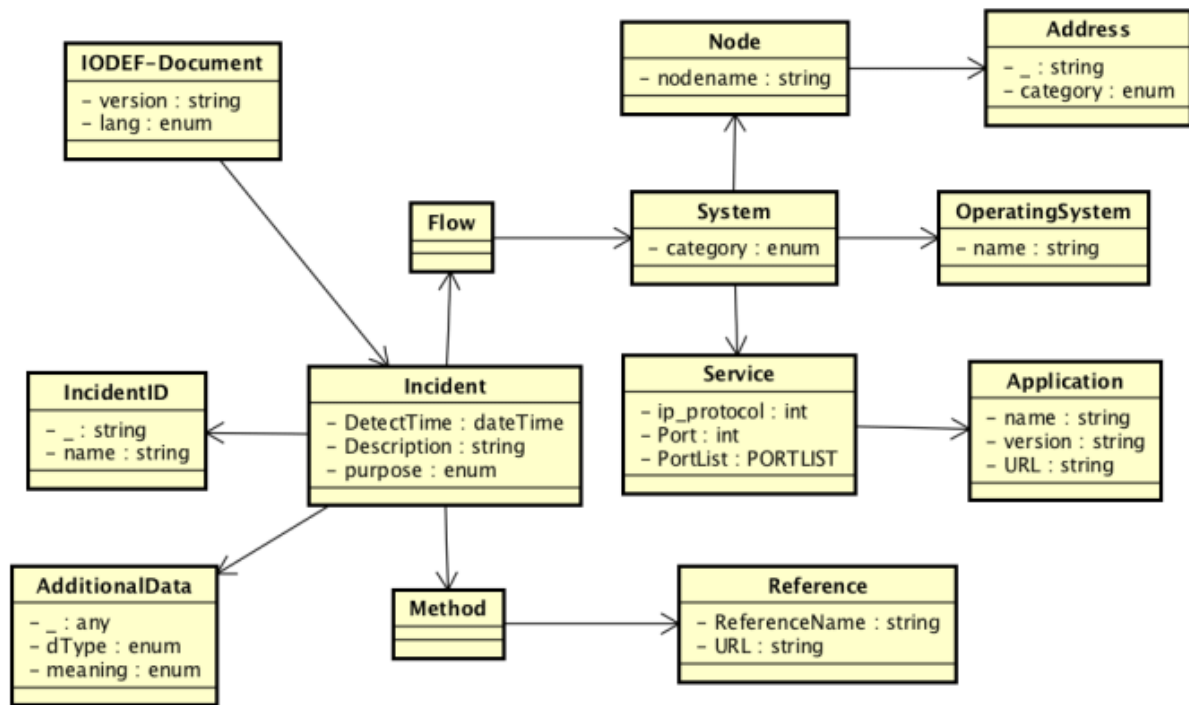 IODEF-Document
- version : string
- lang : enum
Node
- nodename : string
Address
- _ : string
- category : enum
Flow
System
- category : enum
OperatingSystem
- name : string
IncidentID
- _ : string
- name : string
Incident
- DetectTime : dateTime
- Description : string
- purpose : enum
Service
- ip_protocol : int
- Port : int
- PortList : PORTLIST
Application
- name : string
- version : string
- URL : string
AdditionalData
- _ : any
- dType : enum
- meaning : enum
Method
Reference
- ReferenceName : string
- URL : string